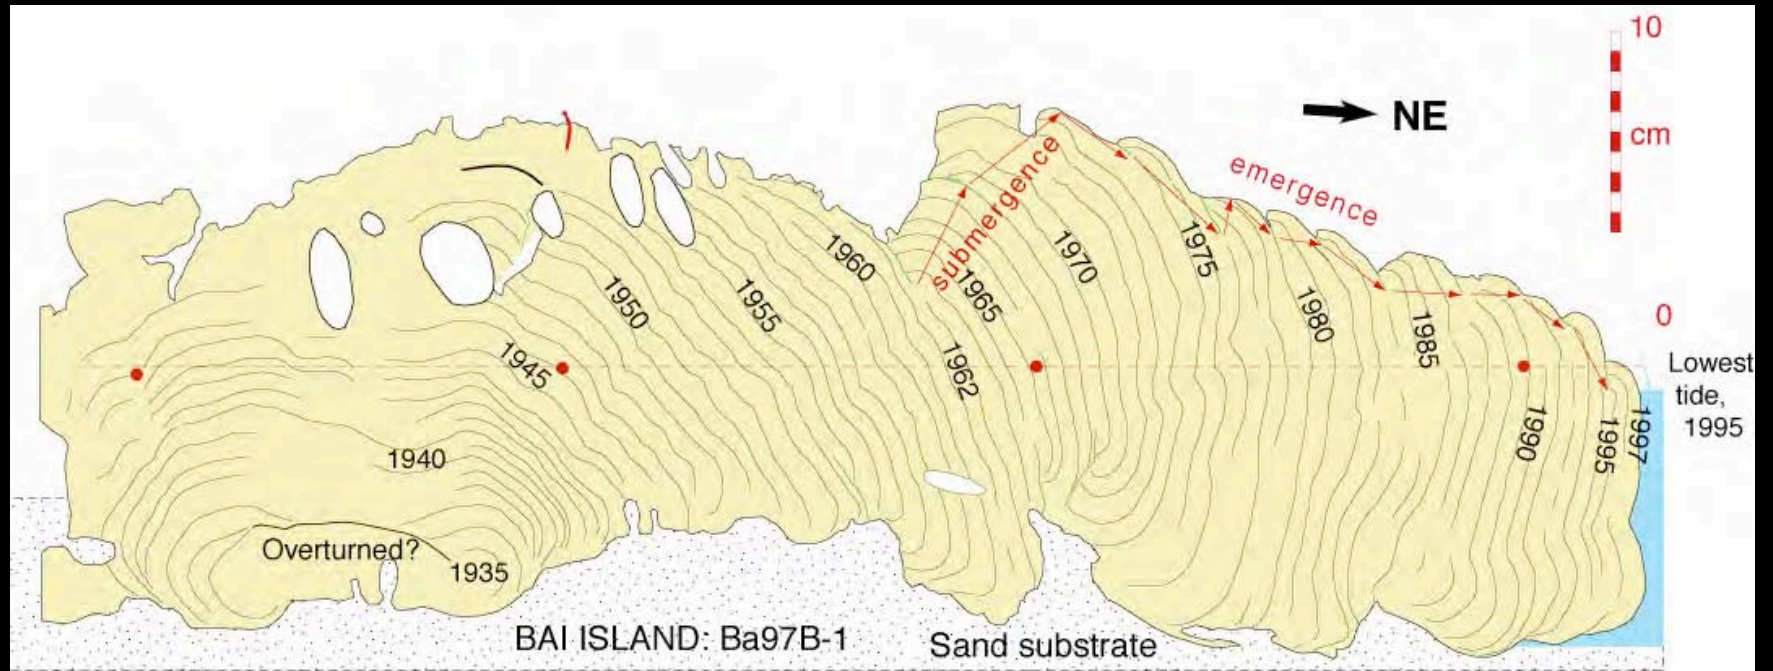 10
cm
0
NE
submergence
emergence
1960
1970
1975
1950
1955
1965
1980
1985
1945
1962
Lowest
tide,
1995
1940
1990
1995
1997
Overturned?
1935
BAI ISLAND: Ba97B-1
Sand substrate